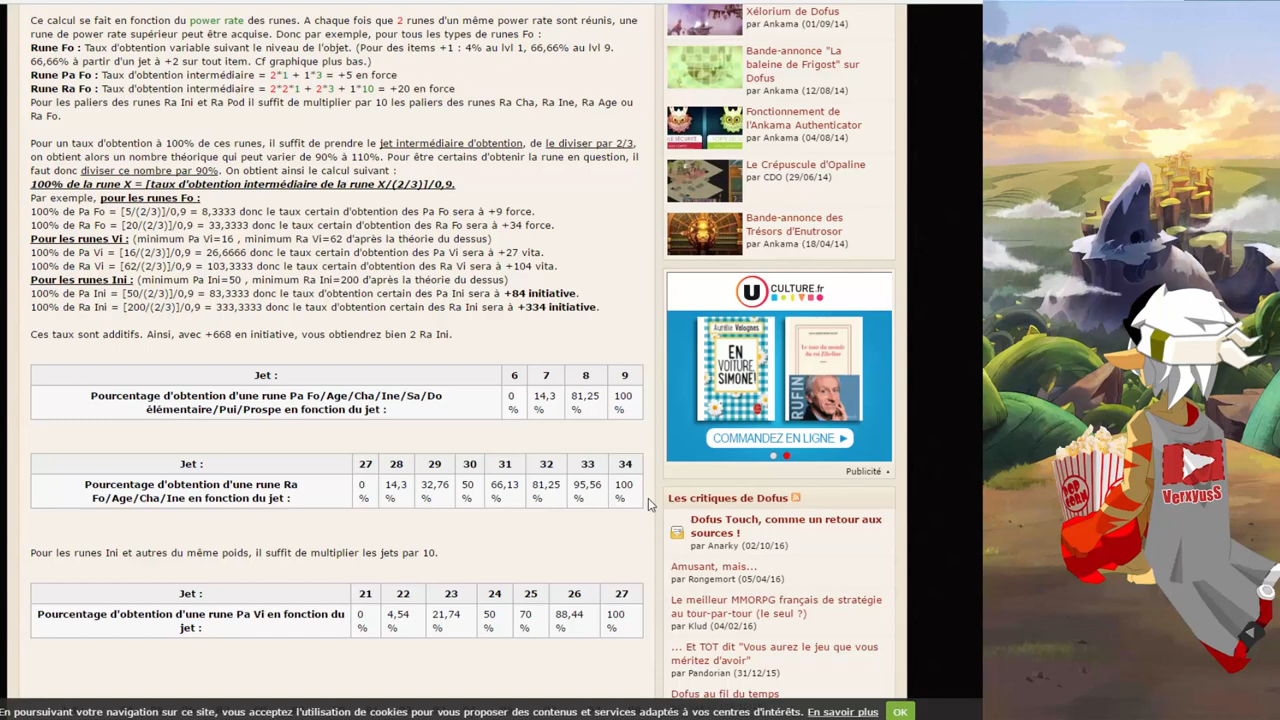 Ce calcul se fait en fonction du power rate des runes. A chaque fois que 2 runes d'un même power rate sont réunis, une
rune de power rate supérieur peut être acquise. Donc par exemple, pour tous les types de runes Fo :
Rune Fo : Taux d'obtention variable suivant le niveau de l'objet. (Pour des items +1 : 4% au lvl 1, 66,66% au lvl 9.
66,66% à partir d'un jet à +2 sur tout item. Cf graphique plus bas.)
Rune Pa Fo : Taux d'obtention intermédiaire = 2*1 + 1*3 = +5 en force
Rune Ra Fo : Taux d'obtention intermédiaire = 2*2*1 + 2*3 + 1*10 = +20 en force
Pour les paliers des runes Ra Ini et Ra Pod il suffit de multiplier par 10 les paliers des runes Ra Cha, Ra Ine, Ra Age ou
Ra Fo.
Pour un taux d'obtention à 100% de ces runes, il suffit de prendre le jet intermédiaire d'obtention, de le diviser par 2/3,
on obtient alors un nombre théorique qui peut varier de 90% à 110%. Pour être certains d'obtenir la rune en question, il
faut donc diviser ce nombre par 90%. On obtient ainsi le calcul suivant :
100% de la rune X = [taux d'obtention intermédiaire de la rune X/(2/3)]/0,9.
Par exemple, pour les runes Fo :
100% de Pa Fo = [5/(2/3)]/0,9 = 8,3333 donc le taux certain d'obtention des Pa Fo sera à +9 force.
100% de Ra Fo = [20/(2/3)]/0,9 = 33,3333 donc le taux certain d'obtention des Ra Fo sera à +34 force.
Pour les runes Vi : (minimum Pa Vi=16 , minimum Ra Vi=62 d'après la théorie du dessus)
100% de Pa Vi = [16/(2/3)]/0,9 = 26,6666 donc le taux certain d'obtention des Pa Vi sera à +27 vita.
100% de Ra Vi = [62/(2/3)]/0,9 = 103,3333 donc le taux certain d'obtention des Ra Vi sera à +104 vita.
Pour les runes Ini : (minimum Pa Ini=50 , minimum Ra Ini=200 d'après la théorie du dessus)
100% de Pa Ini = [50/(2/3)]/0,9 = 83,3333 donc le taux certain d'obtention des Pa Ini sera à +84 initiative.
100% de Ra Ini = [200/(2/3)]/0,9 = 333,3333 donc le taux certain d'obtention des Ra Ini sera à +334 initiative.
Ces taux sont additifs. Ainsi, avec +668 en initiative, vous obtiendrez bien 2 Ra Ini.
Jet : 6 7 8 9
Pourcentage d'obtention d'une rune Pa Fo/Age/Cha/Ine/Sa/Do 0 14,3 81,25 100
élémentaire/Pui/Prospe en fonction du jet : % % % %
Jet : 27 28 29 30 31 32 33 34
Pourcentage d'obtention d'une rune Ra 0 14,3 32,76 50 66,13 81,25 95,56 100
Fo/Age/Cha/Ine en fonction du jet : % % % % % % % %
Pour les runes Ini et autres du même poids, il suffit de multiplier les jets par 10.
Jet : 21 22 23 24 25 26 27
Pourcentage d'obtention d'une rune Pa Vi en fonction du 0 4,54 21,74 50 70 88,44 100
jet : % % % % % % %
Xélorium de Dofus
par Ankama (01/09/14)
Bande-annonce "La
baleine de Frigost" sur
Dofus
par Ankama (12/08/14)
Fonctionnement de
l'Ankama Authenticator
par Ankama (04/08/14)
Le Crépuscule d'Opaline
par CDO (29/06/14)
Bande-annonce des
Trésors d'Enutrosor
par Ankama (18/04/14)
U CULTURE.fr
Aurélie Valognes
EN
VOITURE
SIMONE!
RUFIN
Le tour du monde
du roi Zibeline
COMMANDEZ EN LIGNE
Publicité
Les critiques de Dofus
Dofus Touch, comme un retour aux
sources !
par Anarky (02/10/16)
Amusant, mais...
par Rongemort (05/04/16)
Le meilleur MMORPG français de stratégie
au tour-par-tour (le seul ?)
par Klud (04/02/16)
... Et TOT dit "Vous aurez le jeu que vous
méritez d'avoir"
par Pandorian (31/12/15)
Dofus au fil du temps
POP
CORN
VerxyusS
En poursuivant votre navigation sur ce site, vous acceptez l'utilisation de cookies pour vous proposer des contenus et services adaptés à vos centres d'intérêts. En savoir plus OK